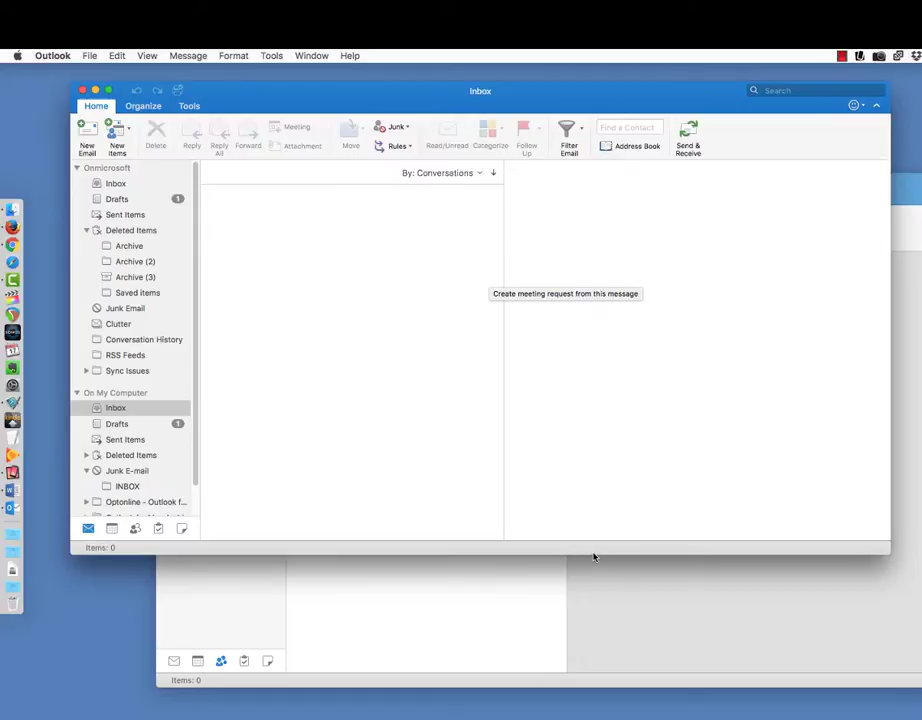 Outlook File Edit View Message Format Tools Window Help
Inbox
Search
Home Organize Tools
New Email
New Items
Delete
Reply
Reply All
Forward
Meeting
Attachment
Move
Junk
Rules
Read/Unread
Categorize
Follow Up
Filter Email
Find a Contact
Address Book
Send & Receive
Onmicrosoft
By: Conversations
Inbox
Drafts 1
Sent Items
Deleted Items
Archive
Archive (2)
Archive (3)
Saved items
Create meeting request from this message
Junk Email
Clutter
Conversation History
RSS Feeds
Sync Issues
On My Computer
Inbox
Drafts 1
Sent Items
Deleted Items
Junk E-mail
INBOX
Optonline - Outlook f...
Items: 0
Items: 0